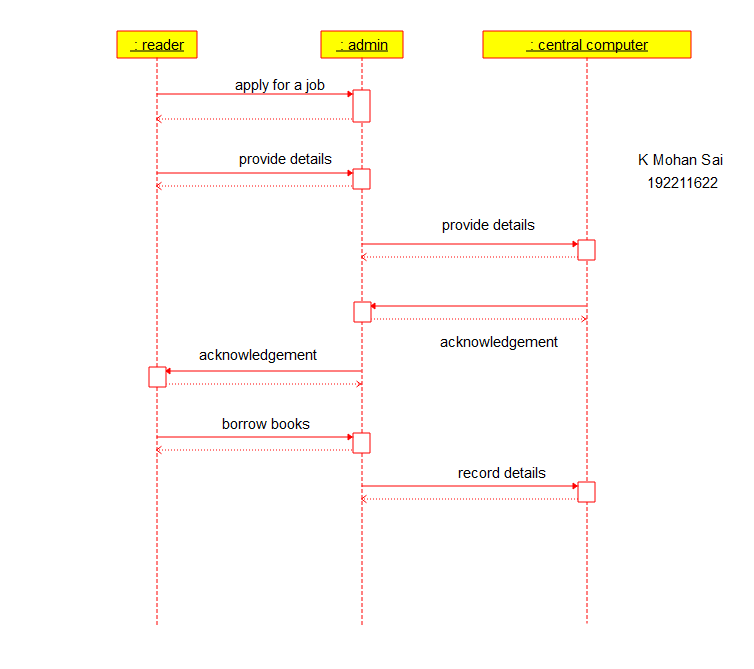 : reader
: admin
: central computer
apply for a job
provide details
K Mohan Sai
192211622
provide details
acknowledgement
acknowledgement
borrow books
record details